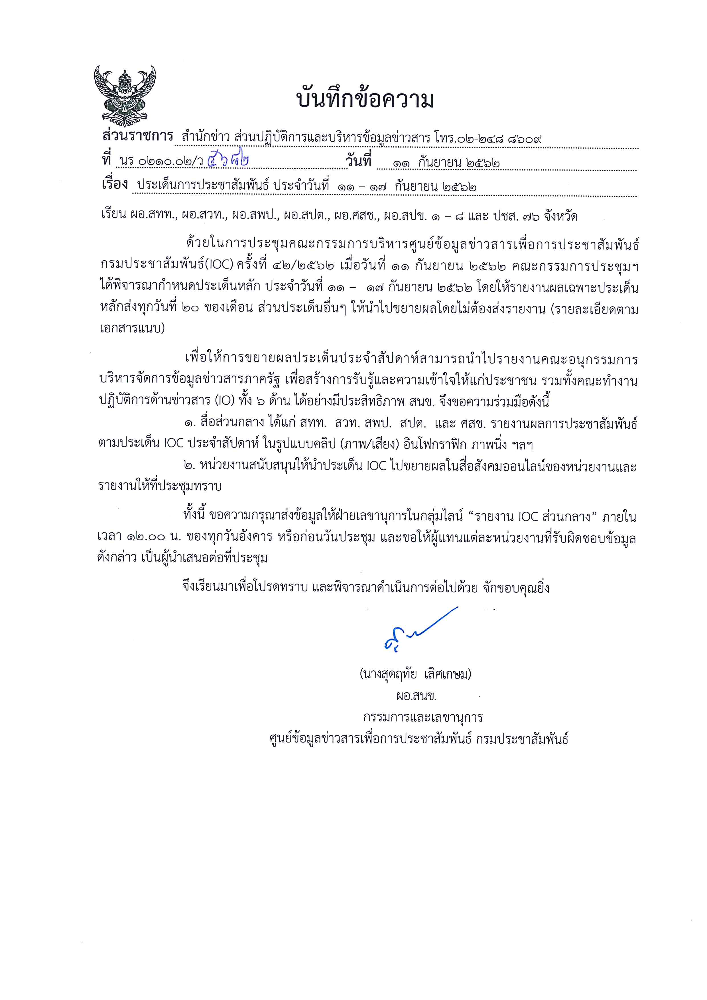 บันทึกข้อความ
ส่วนราชการ สำนักข่าว ส่วนปฏิบัติการและบริหารข้อมูลข่าวสาร โทร.๐๒-๒๔๘ ๘๖๐๙
ที่ นร ๐๒๑๐.๐๒/ว ๕๖๘๒ วันที่ ๑๑ กันยายน ๒๕๖๒
เรื่อง ประเด็นการประชาสัมพันธ์ ประจำวันที่ ๑๑ – ๑๗ กันยายน ๒๕๖๒
เรียน ผอ.สทท., ผอ.สวท., ผอ.สพป., ผอ.สปต., ผอ.ศสช., ผอ.สปข. ๑ – ๘ และ ปชส. ๗๖ จังหวัด
ด้วยในการประชุมคณะกรรมการบริหารศูนย์ข้อมูลข่าวสารเพื่อการประชาสัมพันธ์
กรมประชาสัมพันธ์(IOC) ครั้งที่ ๔๒/๒๕๖๒ เมื่อวันที่ ๑๑ กันยายน ๒๕๖๒ คณะกรรมการประชุมฯ
ได้พิจารณากำหนดประเด็นหลัก ประจำวันที่ ๑๑ – ๑๗ กันยายน ๒๕๖๒ โดยให้รายงานผลเฉพาะประเด็น
หลักส่งทุกวันที่ ๒๐ ของเดือน ส่วนประเด็นอื่นๆ ให้นำไปขยายผลโดยไม่ต้องส่งรายงาน (รายละเอียดตาม
เอกสารแนบ)
เพื่อให้การขยายผลประเด็นประจำสัปดาห์สามารถนำไปรายงานคณะอนุกรรมการ
บริหารจัดการข้อมูลข่าวสารภาครัฐ เพื่อสร้างการรับรู้และความเข้าใจให้แก่ประชาชน รวมทั้งคณะทำงาน
ปฏิบัติการด้านข่าวสาร (IO) ทั้ง ๖ ด้าน ได้อย่างมีประสิทธิภาพ สนข. จึงขอความร่วมมือดังนี้
๑. สื่อส่วนกลาง ได้แก่ สทท. สวท. สพป. สปต. และ ศสช. รายงานผลการประชาสัมพันธ์
ตามประเด็น IOC ประจำสัปดาห์ ในรูปแบบคลิป (ภาพ/เสียง) อินโฟกราฟิก ภาพนิ่ง ฯลฯ
๒. หน่วยงานสนับสนุนให้นำประเด็น IOC ไปขยายผลในสื่อสังคมออนไลน์ของหน่วยงานและ
รายงานให้ที่ประชุมทราบ
ทั้งนี้ ขอความกรุณาส่งข้อมูลให้ฝ่ายเลขานุการในกลุ่มไลน์ “รายงาน IOC ส่วนกลาง” ภายใน
เวลา ๑๒.๐๐ น. ของทุกวันอังคาร หรือก่อนวันประชุม และขอให้ผู้แทนแต่ละหน่วยงานที่รับผิดชอบข้อมูล
ดังกล่าว เป็นผู้นำเสนอต่อที่ประชุม
จึงเรียนมาเพื่อโปรดทราบ และพิจารณาดำเนินการต่อไปด้วย จักขอบคุณยิ่ง
(นางสุดฤทัย เลิศเกษม)
ผอ.สนข.
กรรมการและเลขานุการ
ศูนย์ข้อมูลข่าวสารเพื่อการประชาสัมพันธ์ กรมประชาสัมพันธ์